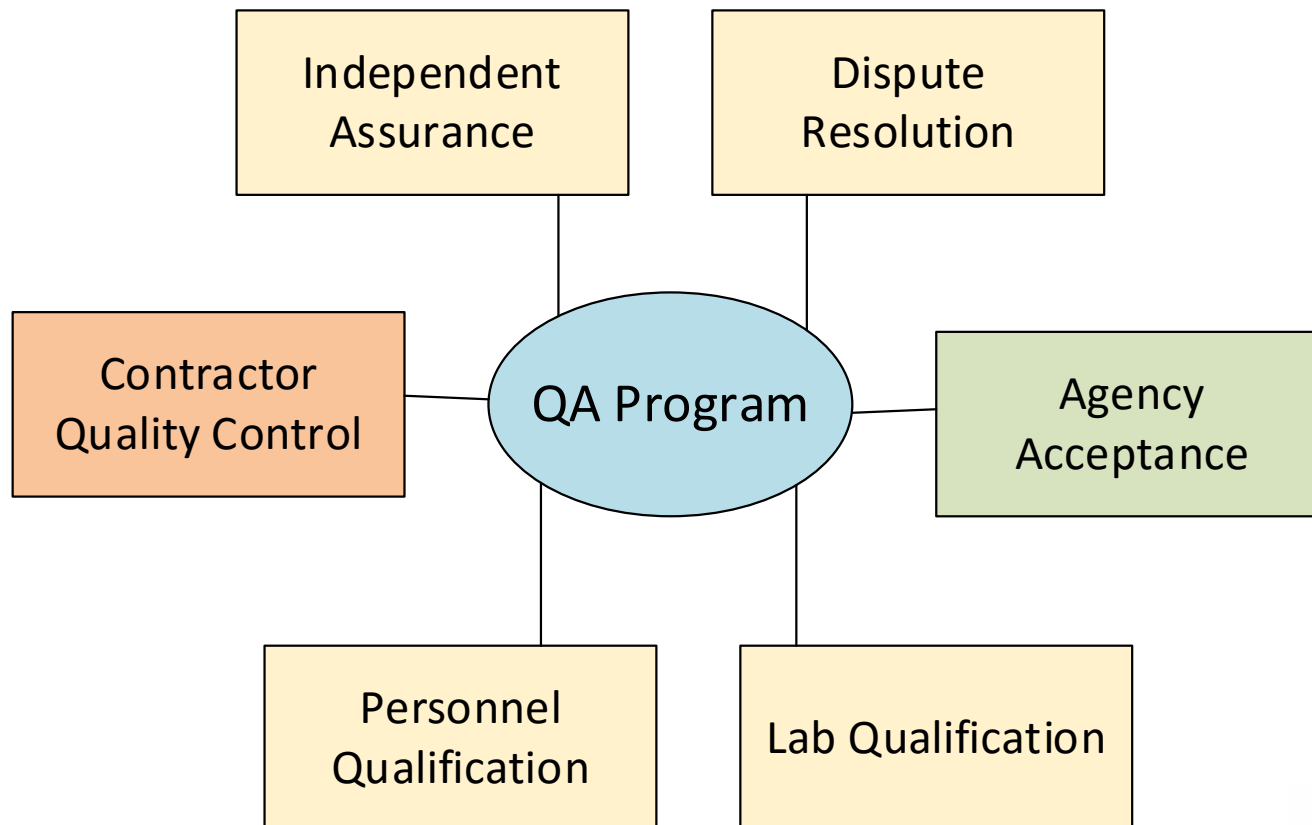 Independent
Assurance
Dispute
Resolution
Contractor
Quality Control
QA Program
Agency
Acceptance
Personnel
Qualification
Lab Qualification